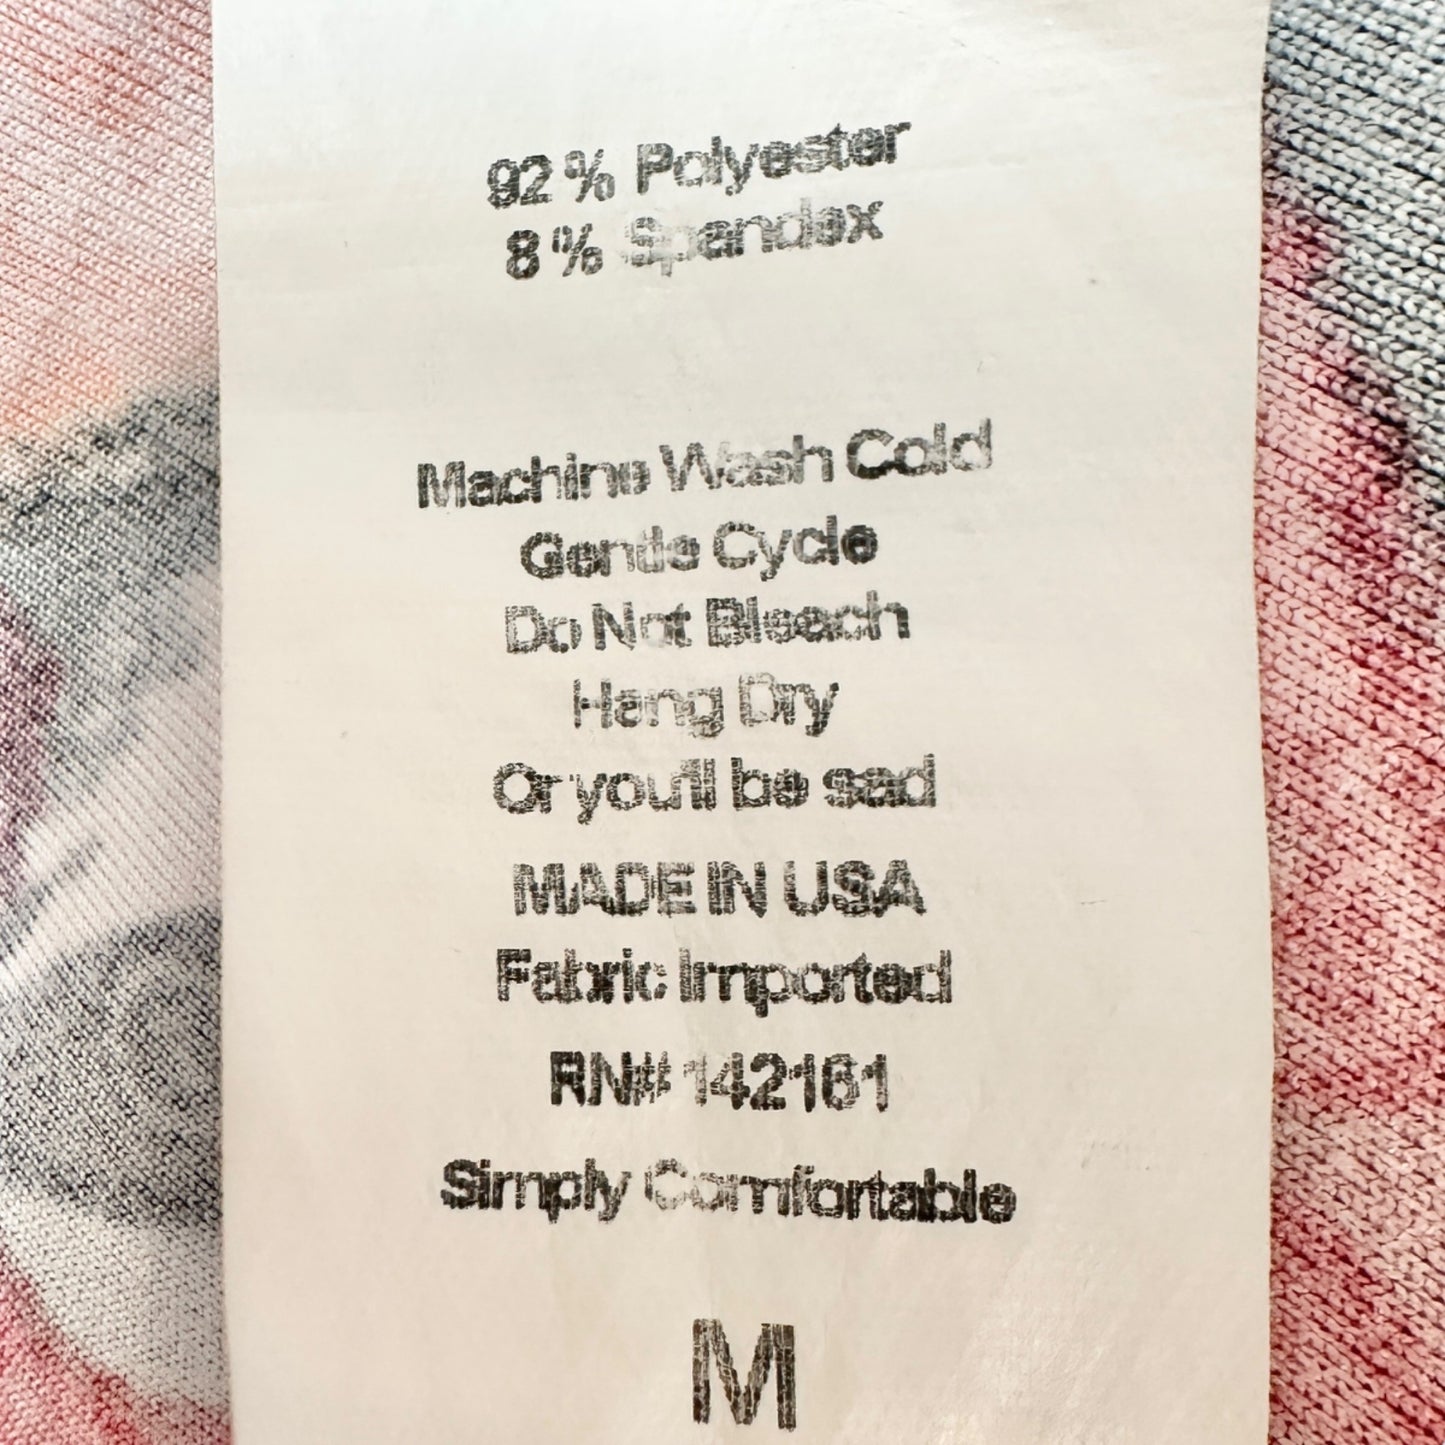 92% Polyester
8% Spandex
Machine Wash Cold
Gentle Cycle
Do Not Bleach
Hang Dry
Or you'll be sad
MADE IN USA
Fabric Imported
RN# 142161
Simply Comfortable
M